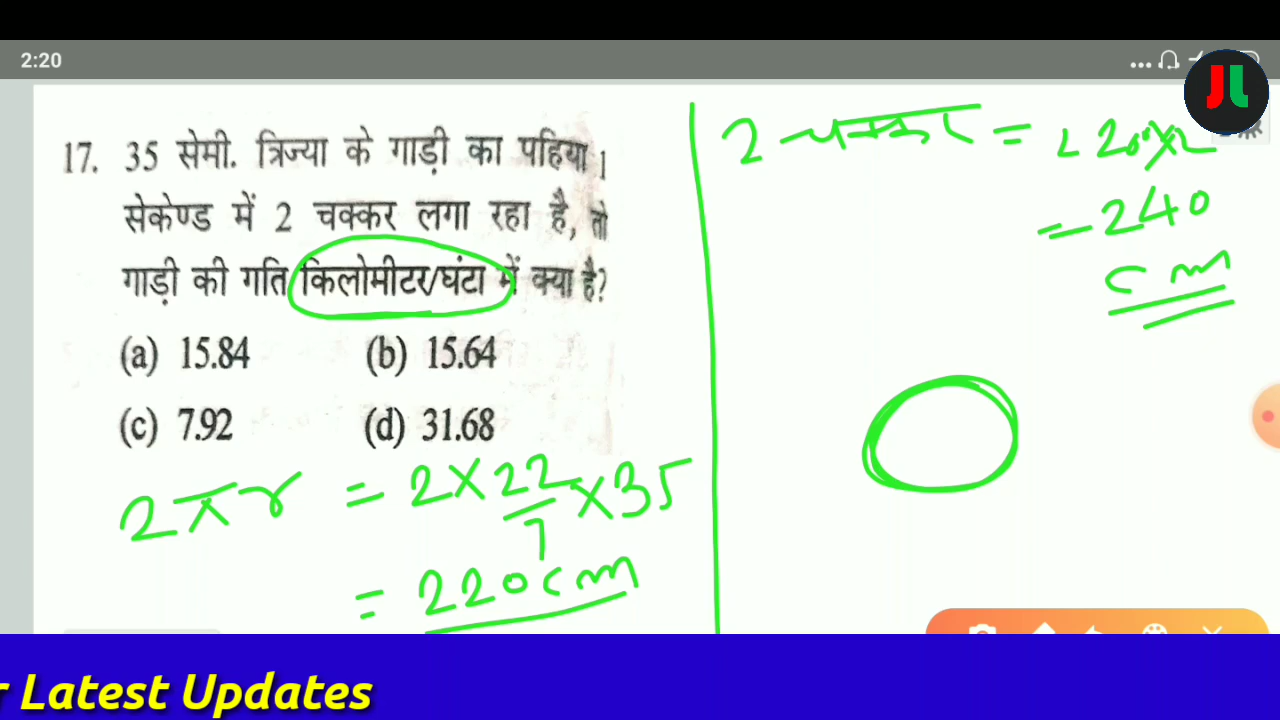 2:20
JL
17. 35 सेमी. त्रिज्या के गाड़ी का पहिया 1
सेकेण्ड में 2 चक्कर लगा रहा है, तो
गाड़ी की गति किलोमीटर/घंटा में क्या है?
(a) 15.84 (b) 15.64
(c) 7.92 (d) 31.68
2πr = 2×22/7×35
= 220cm
2 चक्कर = 220×2
= 240
cm
r Latest Updates